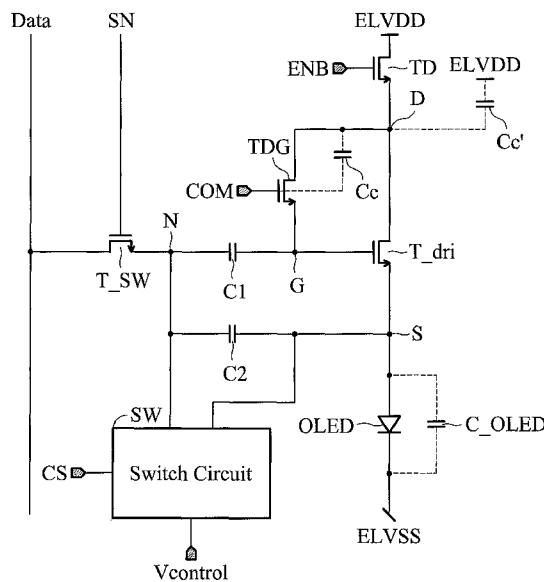 Data
SN
ELVDD
ENB
TD
ELVDD
D
TDG
Cc
Cc'
COM
N
T_SW
C1
G
T_dri
C2
S
SW
OLED
C_OLED
CS
Switch Circuit
ELVSS
Vcontrol